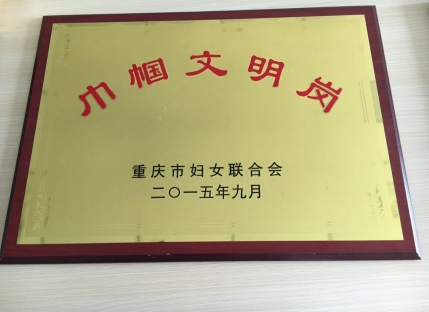 巾帼文明岗
重庆市妇女联合会
二〇一五年九月